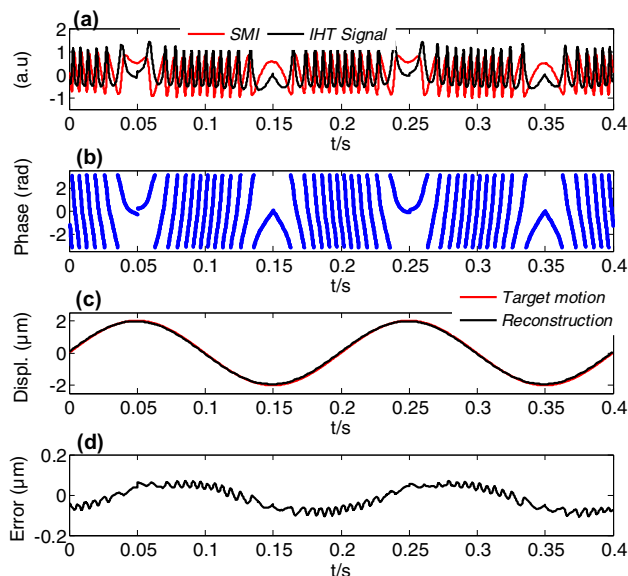 (a)
SMI IHT Signal
2
1
0
-1
(a.u)
0 0.05 0.1 0.15 0.2 0.25 0.3 0.35 0.4
t/s
(b)
2
0
-2
Phase (rad)
0 0.05 0.1 0.15 0.2 0.25 0.3 0.35 0.4
t/s
(c)
Target motion
Reconstruction
2
0
-2
Displ. (µm)
0 0.05 0.1 0.15 0.2 0.25 0.3 0.35 0.4
t/s
(d)
0.2
0
-0.2
Error (µm)
0 0.05 0.1 0.15 0.2 0.25 0.3 0.35 0.4
t/s